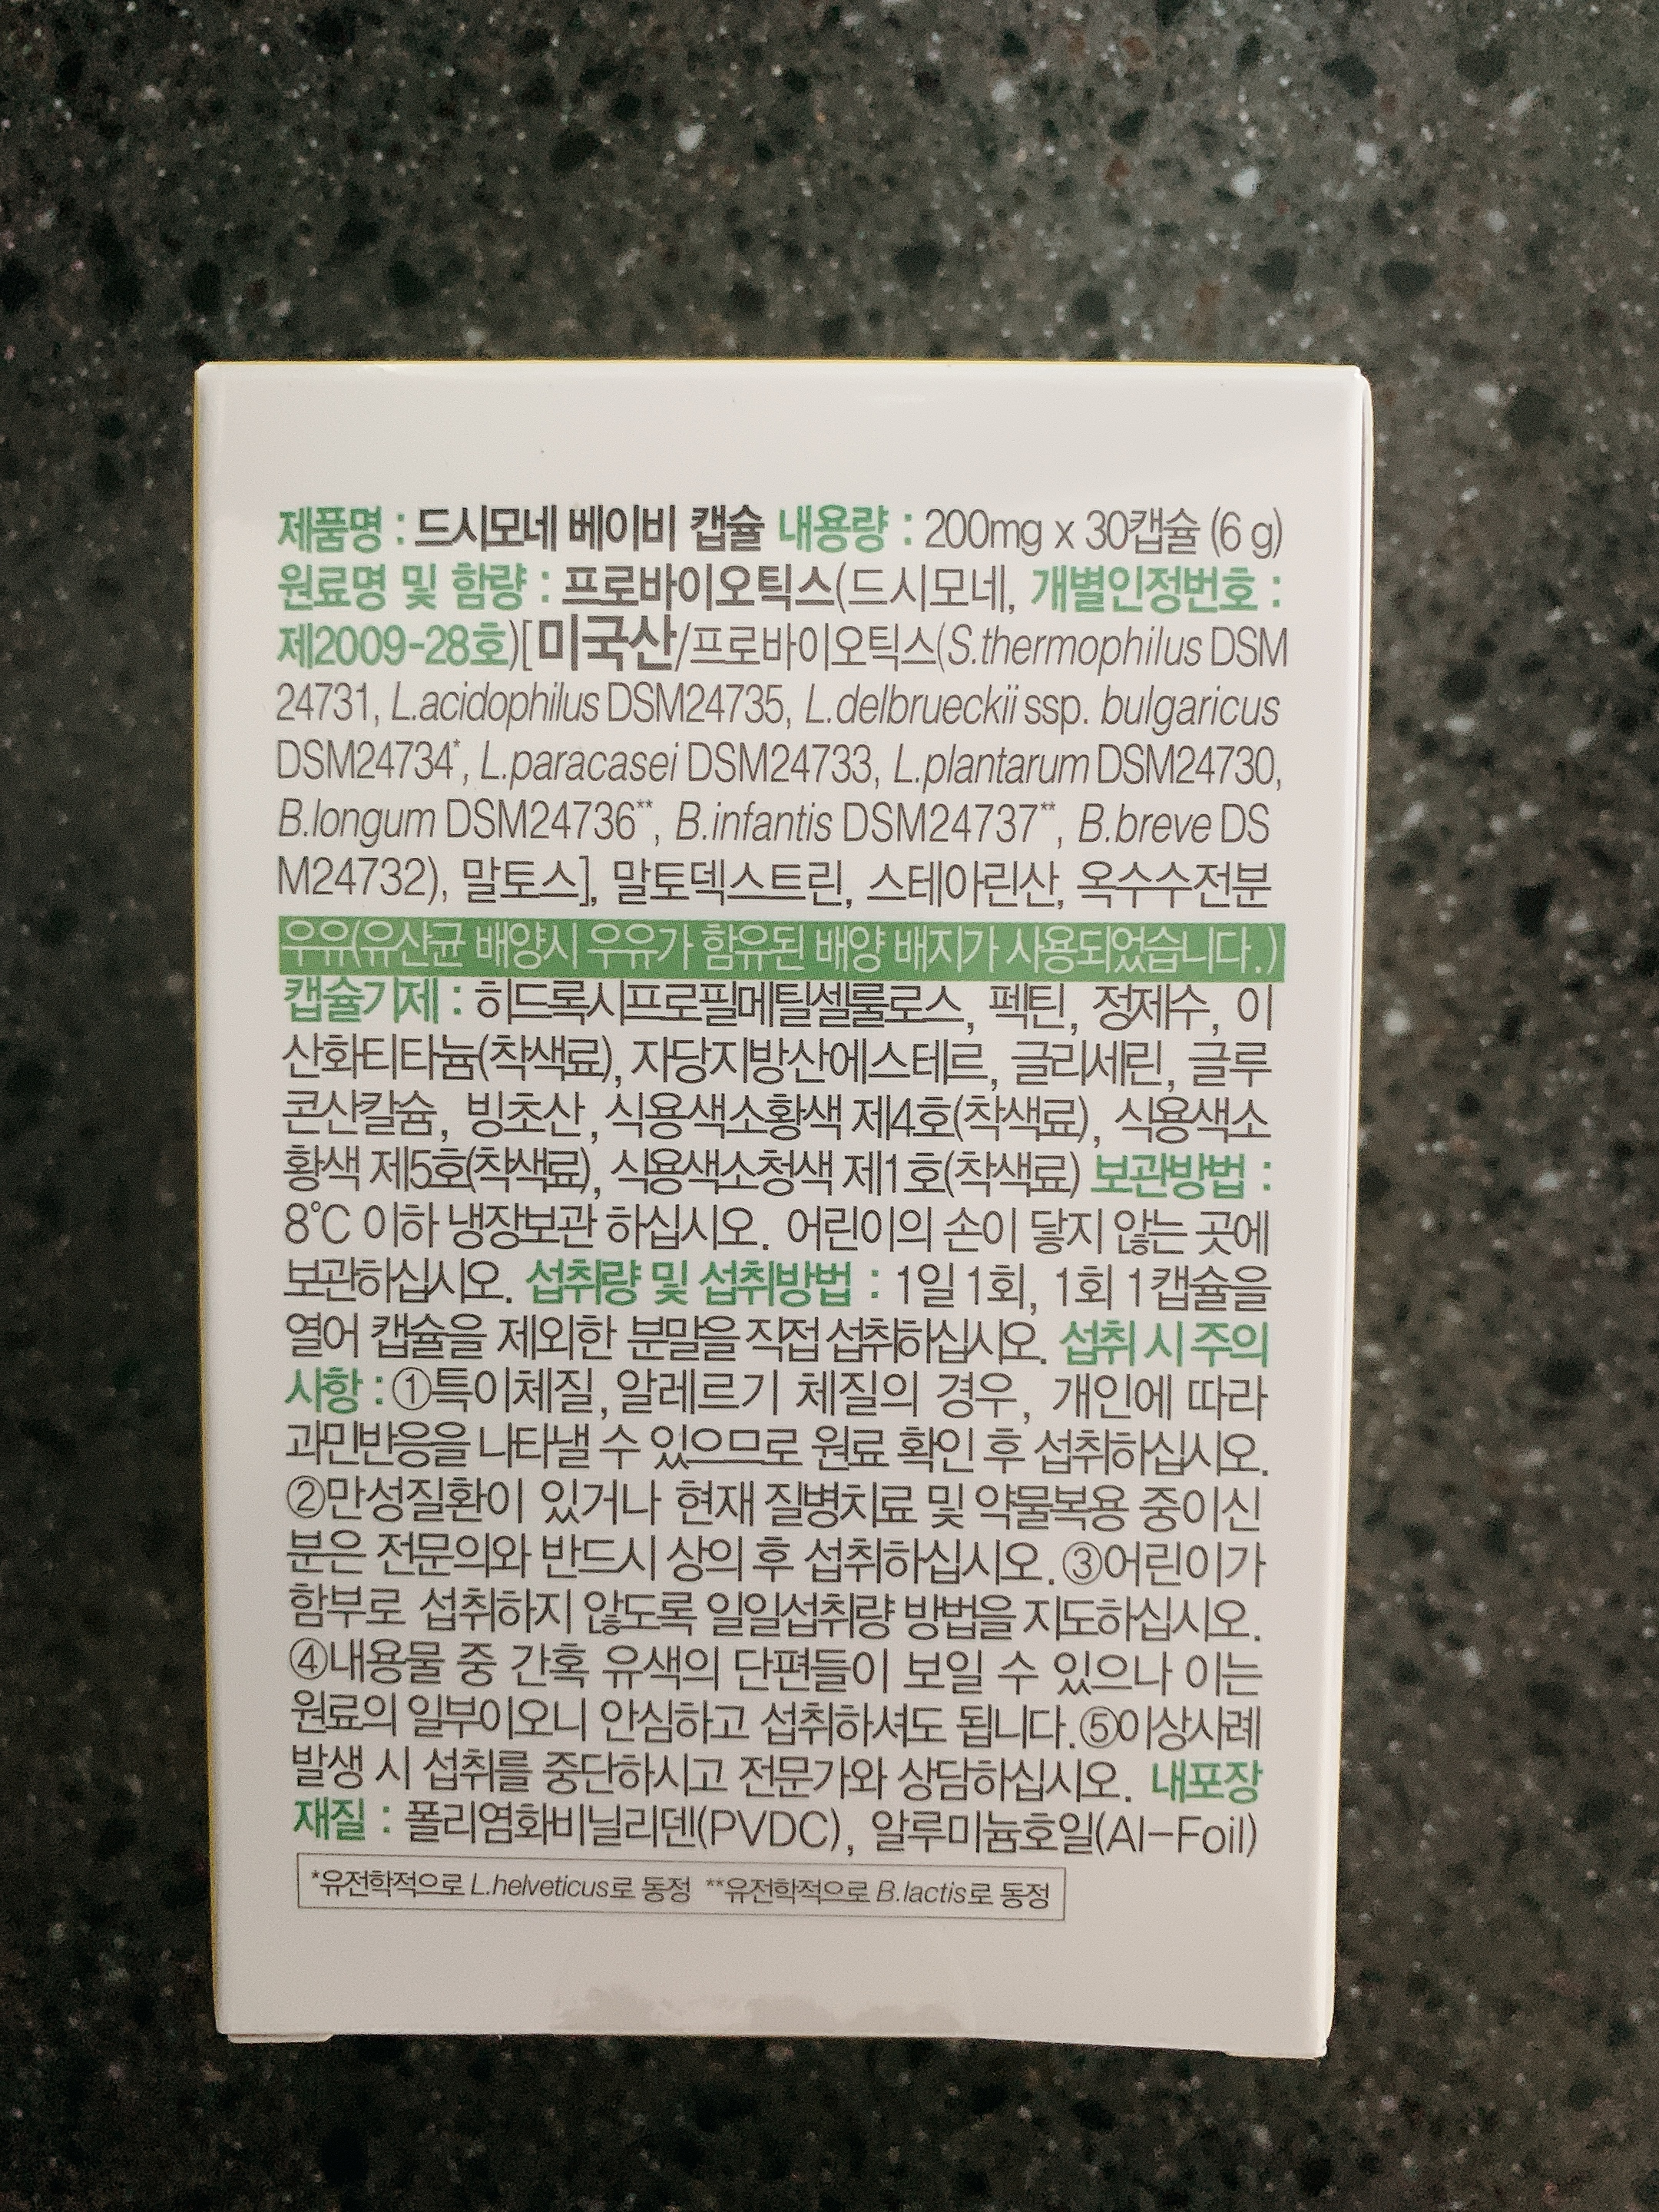 제품명 : 드시모네 베이비 캡슐 내용량 : 200mg x 30캡슐 (6 g)
원료명 및 함량 : 프로바이오틱스(드시모네, 개별인정번호 :
제2009-28호)[미국산/프로바이오틱스(S.thermophilus DSM
24731, L.acidophilus DSM24735, L.delbrueckii ssp. bulgaricus
DSM24734*, L.paracasei DSM24733, L.plantarum DSM24730,
B.longum DSM24736**, B.infantis DSM24737**, B.breve DS
M24732), 말토스], 말토덱스트린, 스테아린산, 옥수수전분
우유(유산균 배양시 우유가 함유된 배양 배지가 사용되었습니다.)
캡슐기제 : 히드록시프로필메틸셀룰로스, 펙틴, 정제수, 이
산화티타늄(착색료), 자당지방산에스테르, 글리세린, 글루
콘산칼슘, 빙초산, 식용색소황색 제4호(착색료), 식용색소
황색 제5호(착색료), 식용색소청색 제1호(착색료) 보관방법 :
8℃ 이하 냉장보관 하십시오. 어린이의 손이 닿지 않는 곳에
보관하십시오. 섭취량 및 섭취방법 : 1일 1회, 1회 1캡슐을
열어 캡슐을 제외한 분말을 직접 섭취하십시오. 섭취 시 주의
사항 : ①특이체질, 알레르기 체질의 경우, 개인에 따라
과민반응을 나타낼 수 있으므로 원료 확인 후 섭취하십시오.
②만성질환이 있거나 현재 질병치료 및 약물복용 중이신
분은 전문의와 반드시 상의 후 섭취하십시오. ③어린이가
함부로 섭취하지 않도록 일일섭취량 방법을 지도하십시오.
④내용물 중 간혹 유색의 단편들이 보일 수 있으나 이는
원료의 일부이오니 안심하고 섭취하셔도 됩니다. ⑤이상사례
발생 시 섭취를 중단하시고 전문가와 상담하십시오. 내포장
재질 : 폴리염화비닐리덴(PVDC), 알루미늄호일(Al-Foil)
*유전학적으로 L.helveticus로 동정 **유전학적으로 B.lactis로 동정